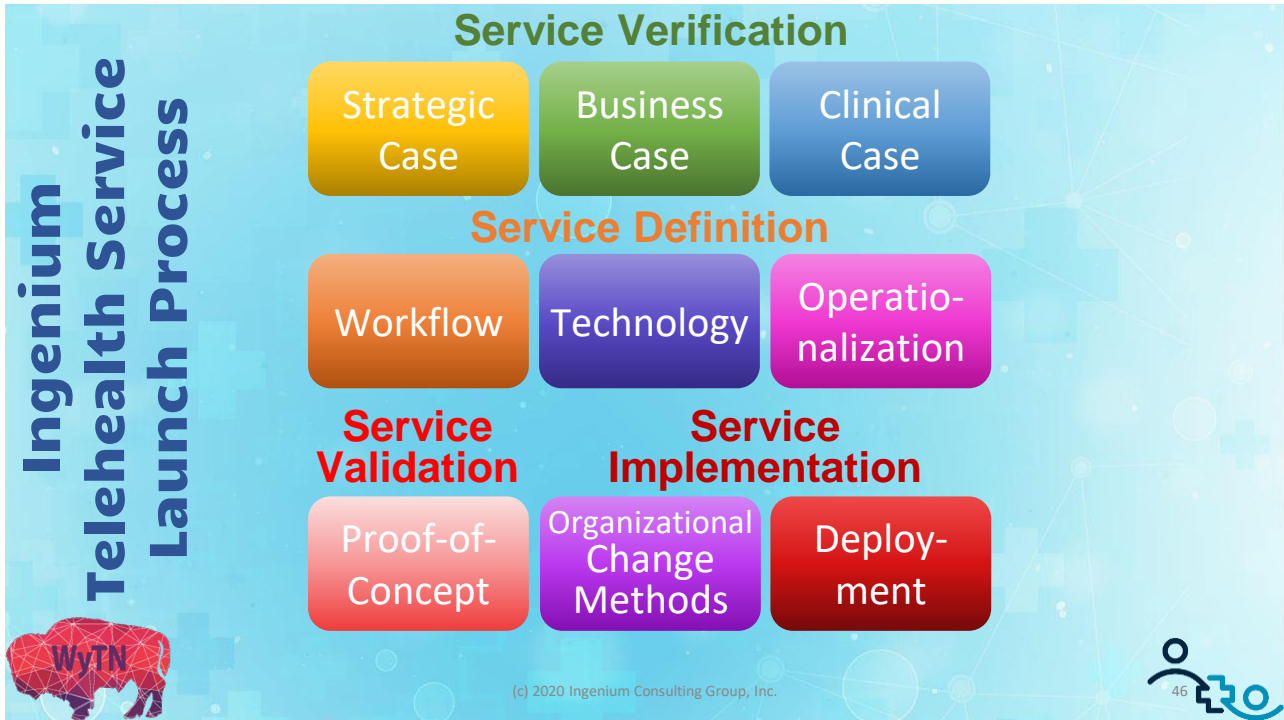 Ingenium
Telehealth Service
Launch Process
Service Verification
Strategic
Case
Business
Case
Clinical
Case
Service Definition
Workflow
Technology
Operatio-
nalization
Service
Validation
Service
Implementation
Proof-of-
Concept
Organizational
Change
Methods
Deploy-
ment
WyTN
(c) 2020 Ingenium Consulting Group, Inc.
46